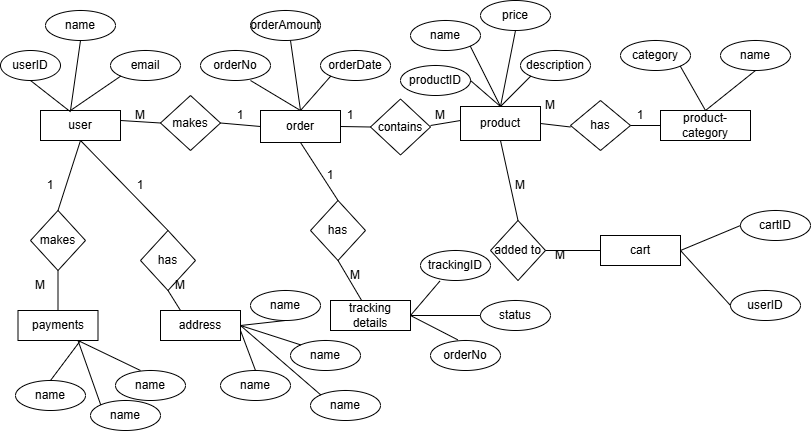 name
userID
email
orderAmount
orderNo
orderDate
price
name
productID
description
category
name
user
M
makes
1
order
1
contains
M
product
M
has
1
product-
category
1
makes
M
payments
name
name
name
1
has
M
address
name
name
name
name
1
has
M
tracking
details
trackingID
status
orderNo
M
added to
M
cart
cartID
userID